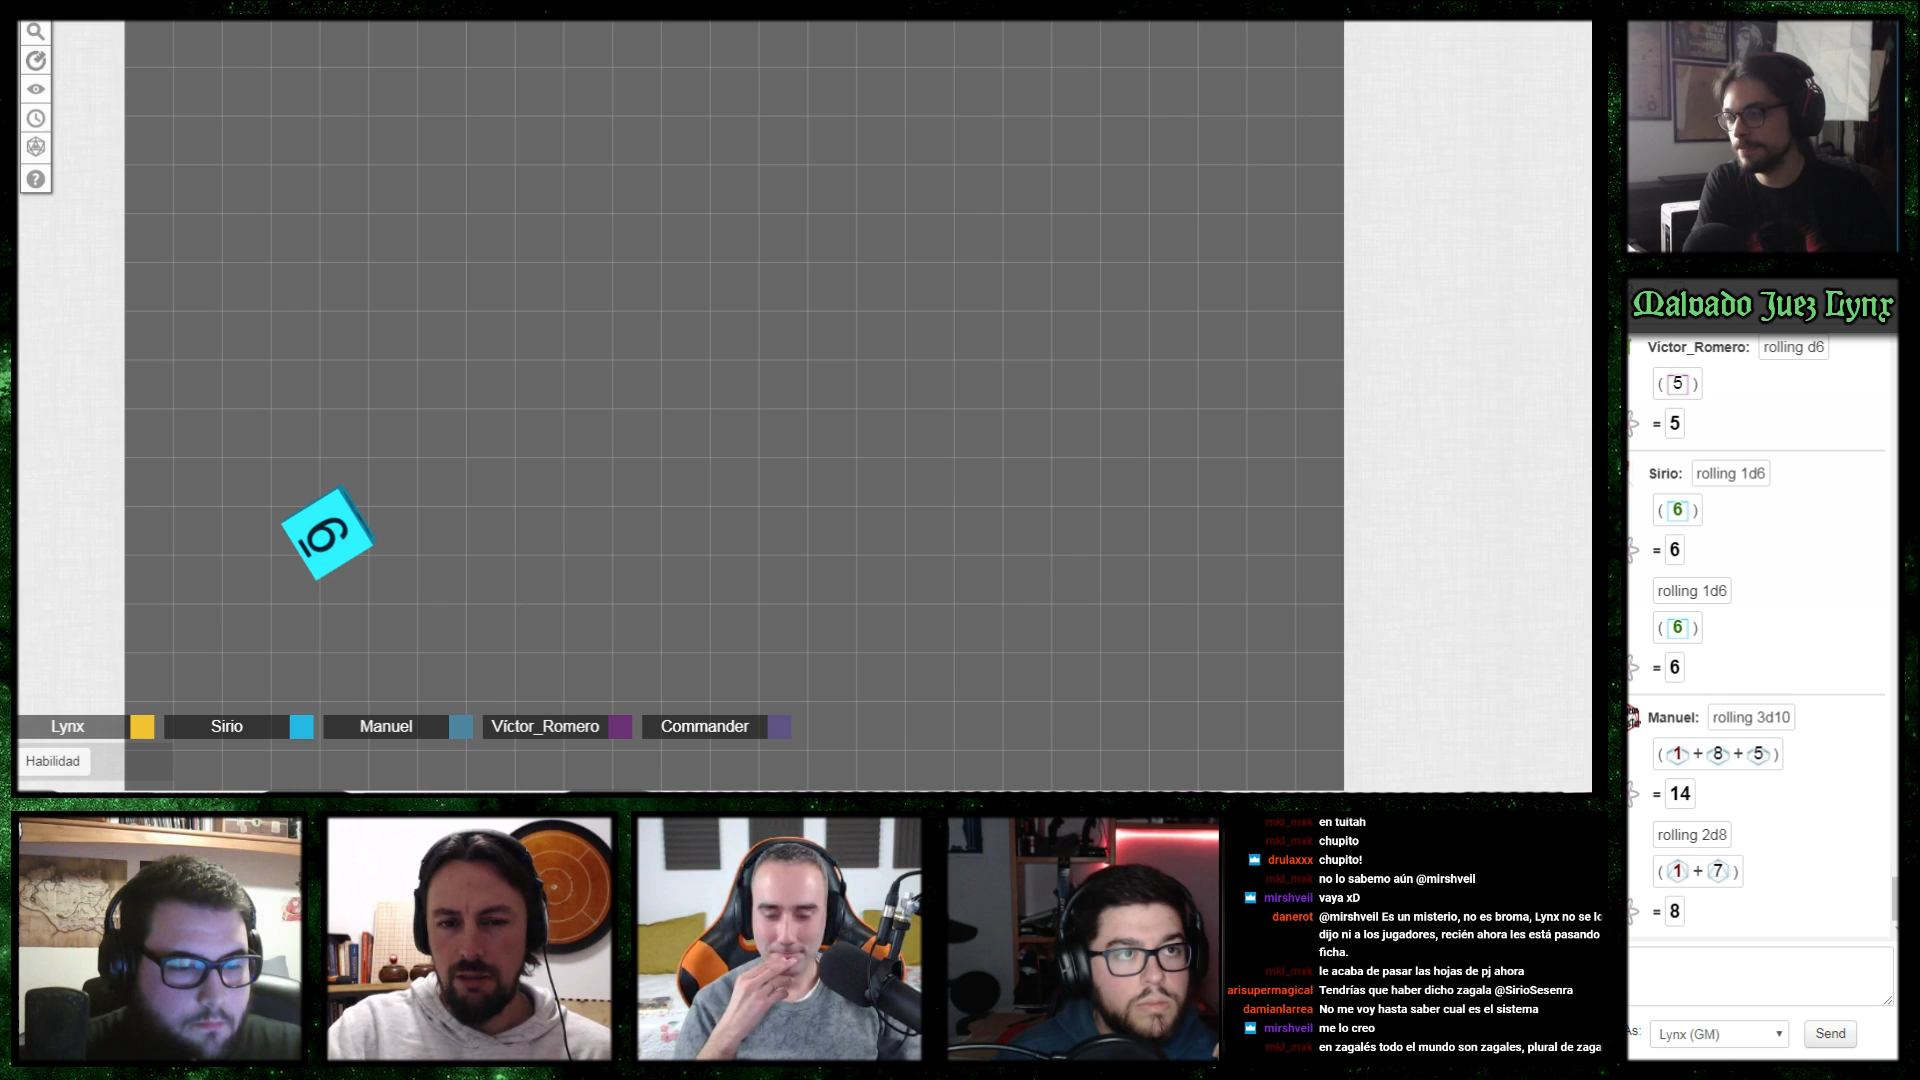 6
Lynx
Sirio
Manuel
Víctor_Romero
Commander
Habilidad
Malvado Juez Lynx
Víctor_Romero: rolling d6
( 5 )
= 5
Sirio: rolling 1d6
( 6 )
= 6
rolling 1d6
( 6 )
= 6
Manuel: rolling 3d10
( 1 + 8 + 5 )
= 14
rolling 2d8
( 1 + 7 )
= 8
As: Lynx (GM) Send
mkl_mxk en tuitah
mkl_mxk chupito
drulaxxx chupito!
mkl_mxk no lo sabemo aún @mirshveil
mirshveil vaya xD
danerot @mirshveil Es un misterio, no es broma, Lynx no se lo
dijo ni a los jugadores, recién ahora les está pasando
ficha.
mkl_mxk le acaba de pasar las hojas de pj ahora
arisupermagical Tendrías que haber dicho zagala @SirioSesenra
damianlarrea No me voy hasta saber cual es el sistema
mirshveil me lo creo
mkl_mxk en zagalés todo el mundo son zagales, plural de zaga